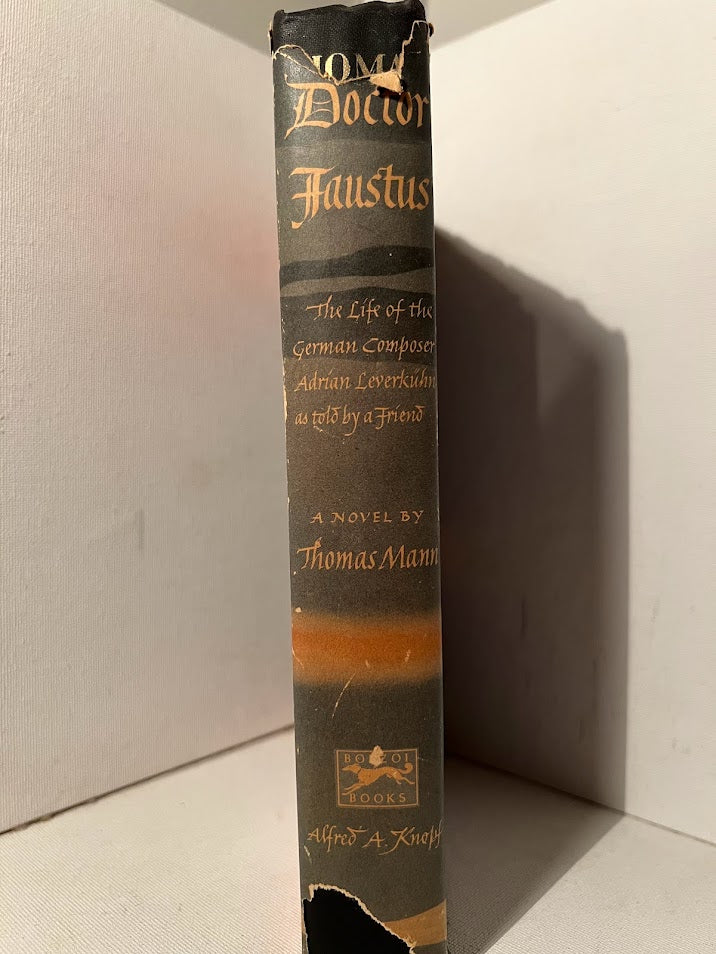 Doctor
Faustus
The Life of the
German Composer
Adrian Leverkühn
as told by a Friend
A NOVEL BY
Thomas Mann
BOOKS
Alfred A. Knopf